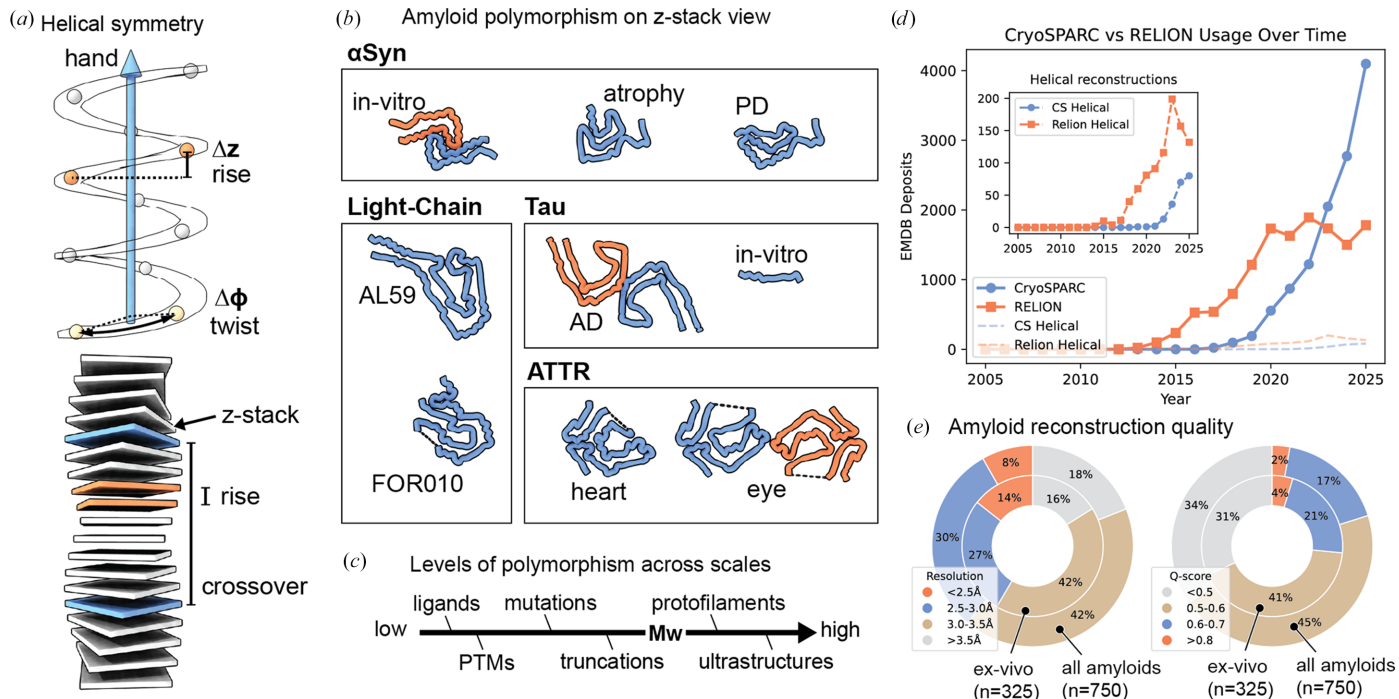 (a)
Helical symmetry
hand
Δz
rise
Δϕ
twist
z-stack
rise
crossover
(b)
Amyloid polymorphism on z-stack view
αSyn
in-vitro
atrophy
PD
Light-Chain
AL59
FOR010
Tau
AD
in-vitro
ATTR
heart
eye
(c)
Levels of polymorphism across scales
ligands
mutations
protofilaments
low
Mw
high
PTMs
truncations
ultrastructures
(d)
CryoSPARC vs RELION Usage Over Time
EMDB Deposits
4000
3000
2000
1000
0
Helical reconstructions
200
150
100
50
0
CS Helical
Relion Helical
2005 2009 2013 2017 2021 2025
CryoSPARC
RELION
CS Helical
Relion Helical
2005 2010 2015 2020 2025
Year
(e)
Amyloid reconstruction quality
8%
18%
14%
16%
30%
27%
42%
42%
Resolution
<2.5Å
2.5-3.0Å
3.0-3.5Å
>3.5Å
ex-vivo
(n=325)
all amyloids
(n=750)
2%
17%
4%
21%
34%
31%
41%
45%
Q-score
<0.5
0.5-0.6
0.6-0.7
>0.8
ex-vivo
(n=325)
all amyloids
(n=750)